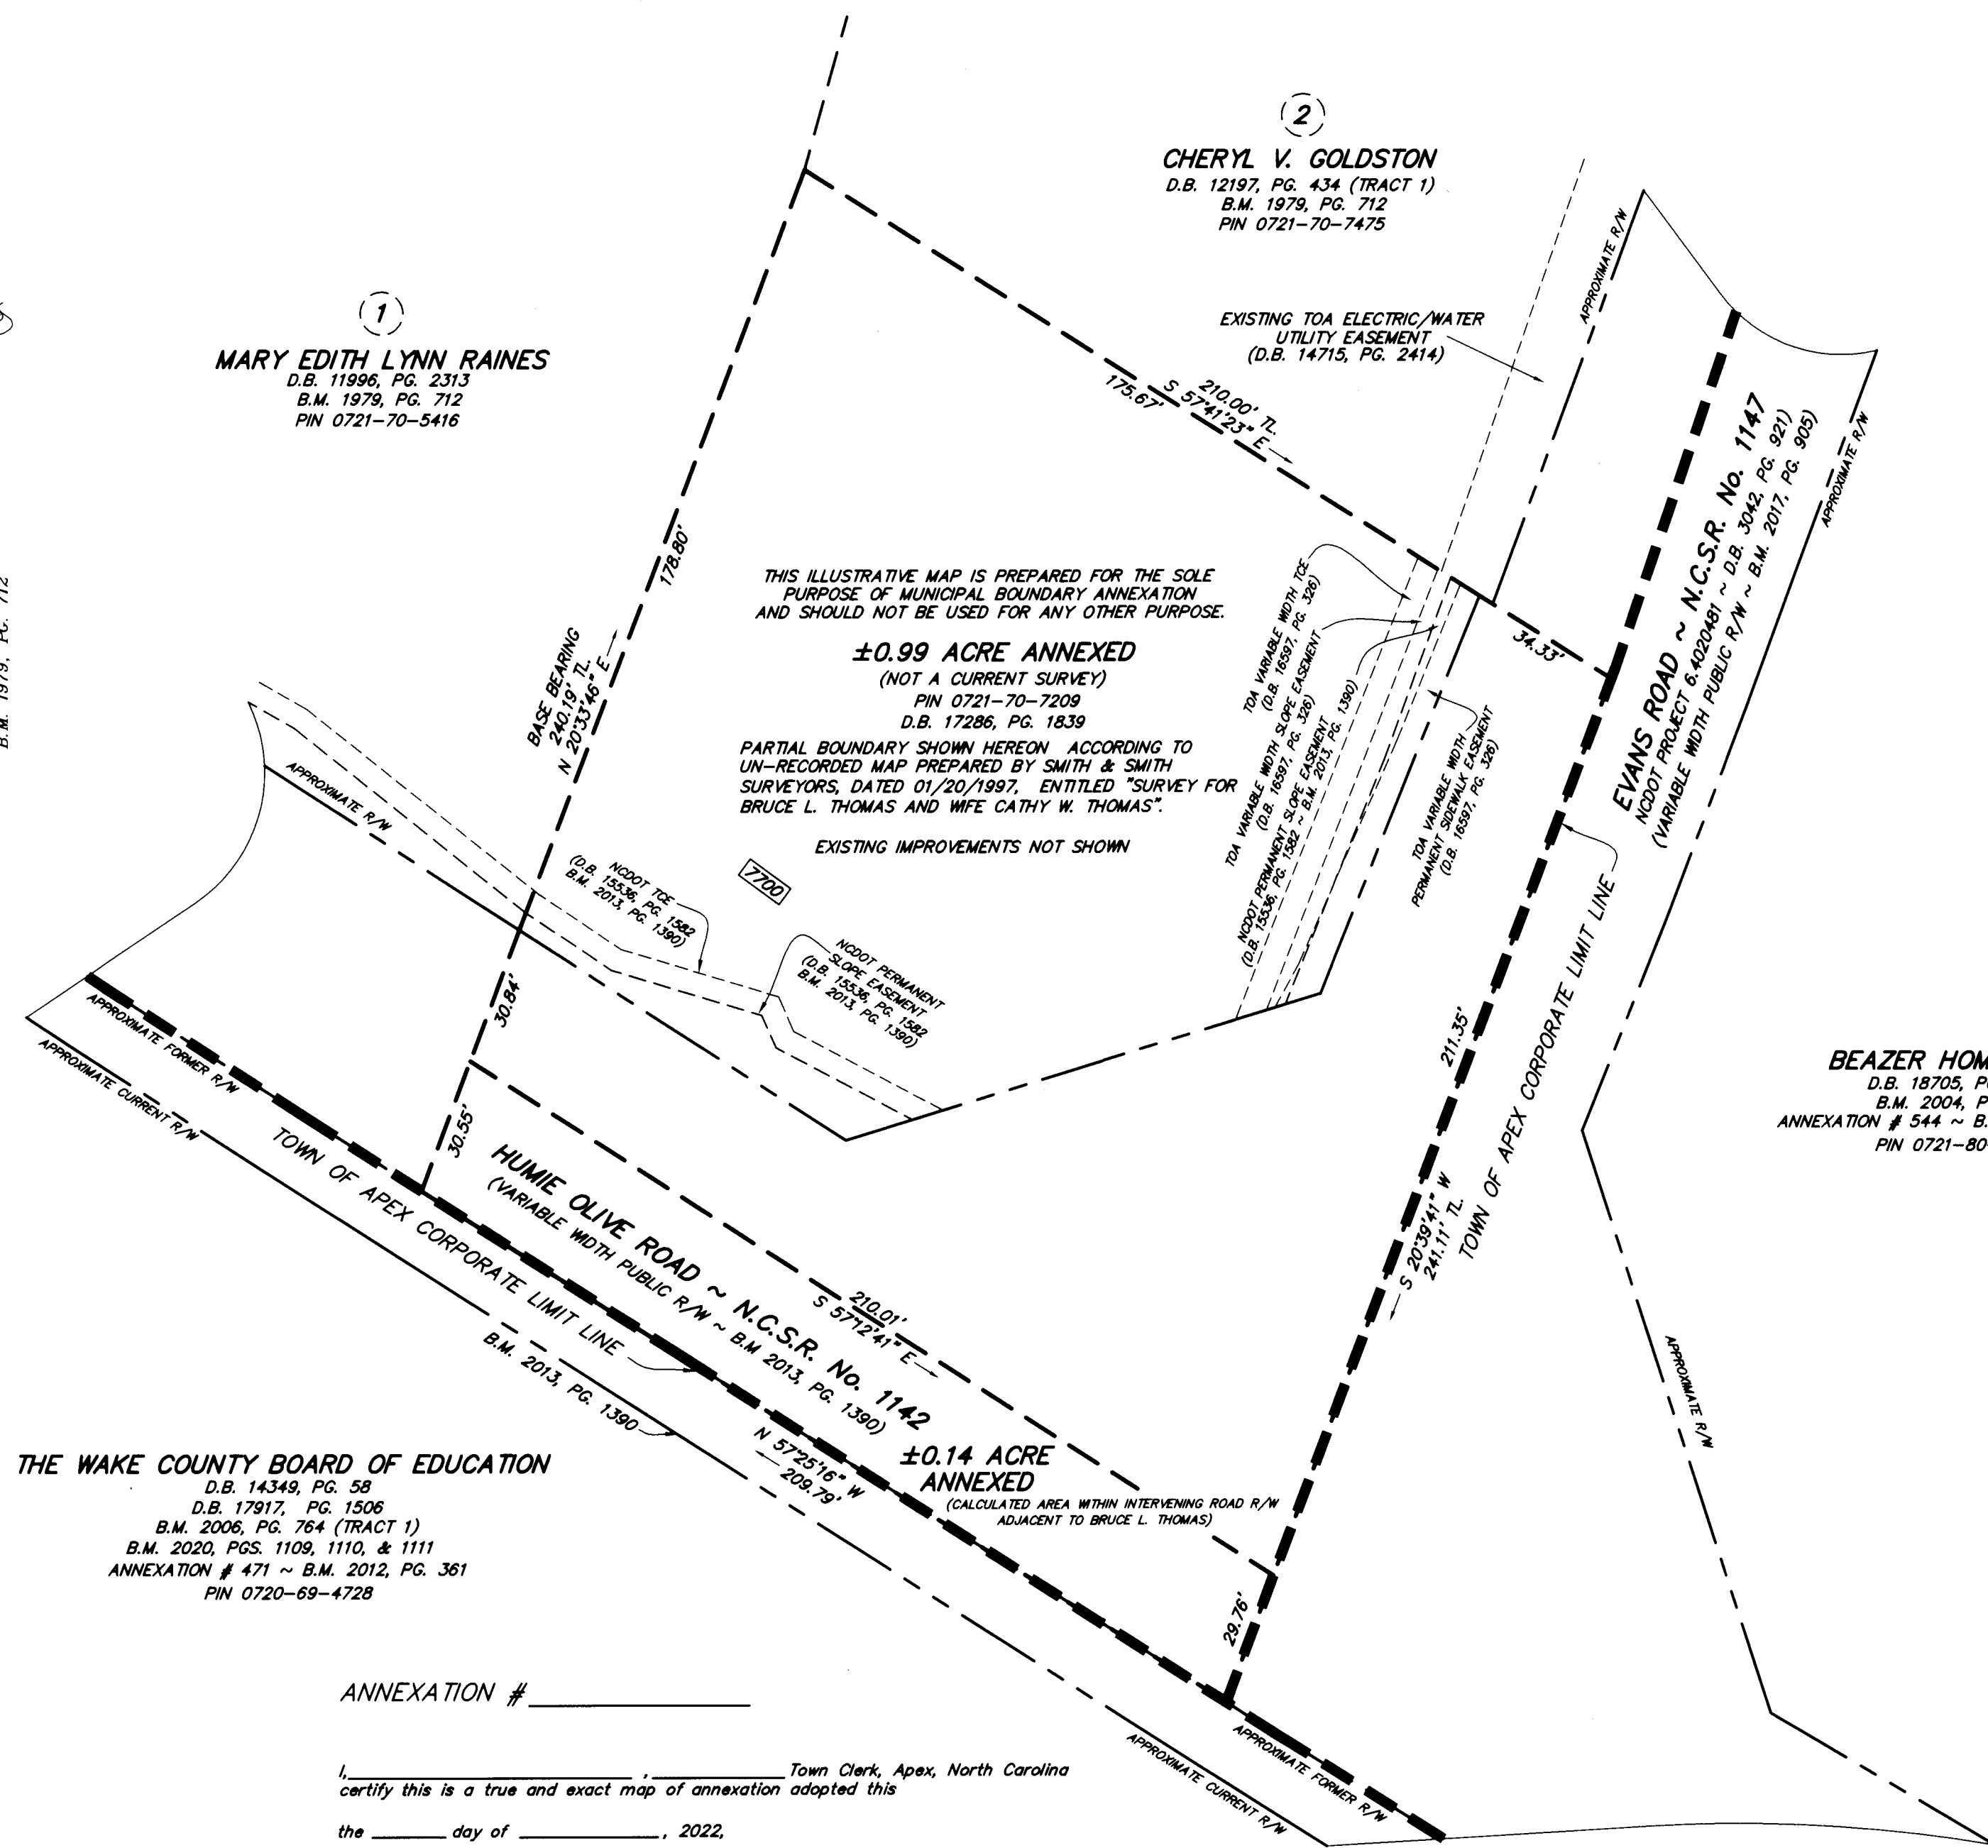 2
CHERYL V. GOLDSTON
D.B. 12197, PG. 434 (TRACT 1)
B.M. 1979, PG. 712
PIN 0721-70-7475
1
MARY EDITH LYNN RAINES
D.B. 11996, PG. 2313
B.M. 1979, PG. 712
PIN 0721-70-5416
B.M. 1979, PG. 712
EXISTING TOA ELECTRIC/WATER
UTILITY EASEMENT
(D.B. 14715, PG. 2414)
APPROXIMATE R/W
APPROXIMATE R/W
210.00' TL.
S 57°41'23" E
175.67'
34.33'
178.80'
BASE BEARING
240.19' TL.
N 20°33'46" E
THIS ILLUSTRATIVE MAP IS PREPARED FOR THE SOLE
PURPOSE OF MUNICIPAL BOUNDARY ANNEXATION
AND SHOULD NOT BE USED FOR ANY OTHER PURPOSE.
±0.99 ACRE ANNEXED
(NOT A CURRENT SURVEY)
PIN 0721-70-7209
D.B. 17286, PG. 1839
PARTIAL BOUNDARY SHOWN HEREON ACCORDING TO
UN-RECORDED MAP PREPARED BY SMITH & SMITH
SURVEYORS, DATED 01/20/1997, ENTITLED "SURVEY FOR
BRUCE L. THOMAS AND WIFE CATHY W. THOMAS".
EXISTING IMPROVEMENTS NOT SHOWN
7700
TOA VARIABLE WIDTH TCE
(D.B. 16597, PG. 326)
TOA VARIABLE WIDTH SLOPE EASEMENT
(D.B. 16597, PG. 326)
NCDOT PERMANENT SLOPE EASEMENT
(D.B. 15536, PG. 1582 ~ B.M. 2013, PG. 1390)
TOA VARIABLE WIDTH
PERMANENT SIDEWALK EASEMENT
(D.B. 16597, PG. 326)
EVANS ROAD ~ N.C.S.R. No. 1147
NCDOT PROJECT 6.4020481 ~ D.B. 3042, PG. 921)
(VARIABLE WIDTH PUBLIC R/W ~ B.M. 2017, PG. 905)
APPROXIMATE R/W
NCDOT TCE
(D.B. 15536, PG. 1582
B.M. 2013, PG. 1390)
NCDOT PERMANENT
SLOPE EASEMENT
(D.B. 15536, PG. 1582
B.M. 2013, PG. 1390)
30.84'
30.55'
APPROXIMATE FORMER R/W
APPROXIMATE CURRENT R/W
TOWN OF APEX CORPORATE LIMIT LINE
HUMIE OLIVE ROAD ~ N.C.S.R. No. 1142
(VARIABLE WIDTH PUBLIC R/W ~ B.M 2013, PG. 1390)
210.01'
S 57°12'41" E
B.M. 2013, PG. 1390
N 57°25'16" W
209.79'
±0.14 ACRE
ANNEXED
(CALCULATED AREA WITHIN INTERVENING ROAD R/W
ADJACENT TO BRUCE L. THOMAS)
211.35'
S 20°39'41" W
241.11' TL.
TOWN OF APEX CORPORATE LIMIT LINE
29.76'
BEAZER HOM
D.B. 18705, P
B.M. 2004, P
ANNEXATION # 544 ~ B.
PIN 0721-80
APPROXIMATE R/W
THE WAKE COUNTY BOARD OF EDUCATION
D.B. 14349, PG. 58
D.B. 17917, PG. 1506
B.M. 2006, PG. 764 (TRACT 1)
B.M. 2020, PGS. 1109, 1110, & 1111
ANNEXATION # 471 ~ B.M. 2012, PG. 361
PIN 0720-69-4728
APPROXIMATE FORMER R/W
APPROXIMATE CURRENT R/W
ANNEXATION #
I, , Town Clerk, Apex, North Carolina
certify this is a true and exact map of annexation adopted this
the day of , 2022,